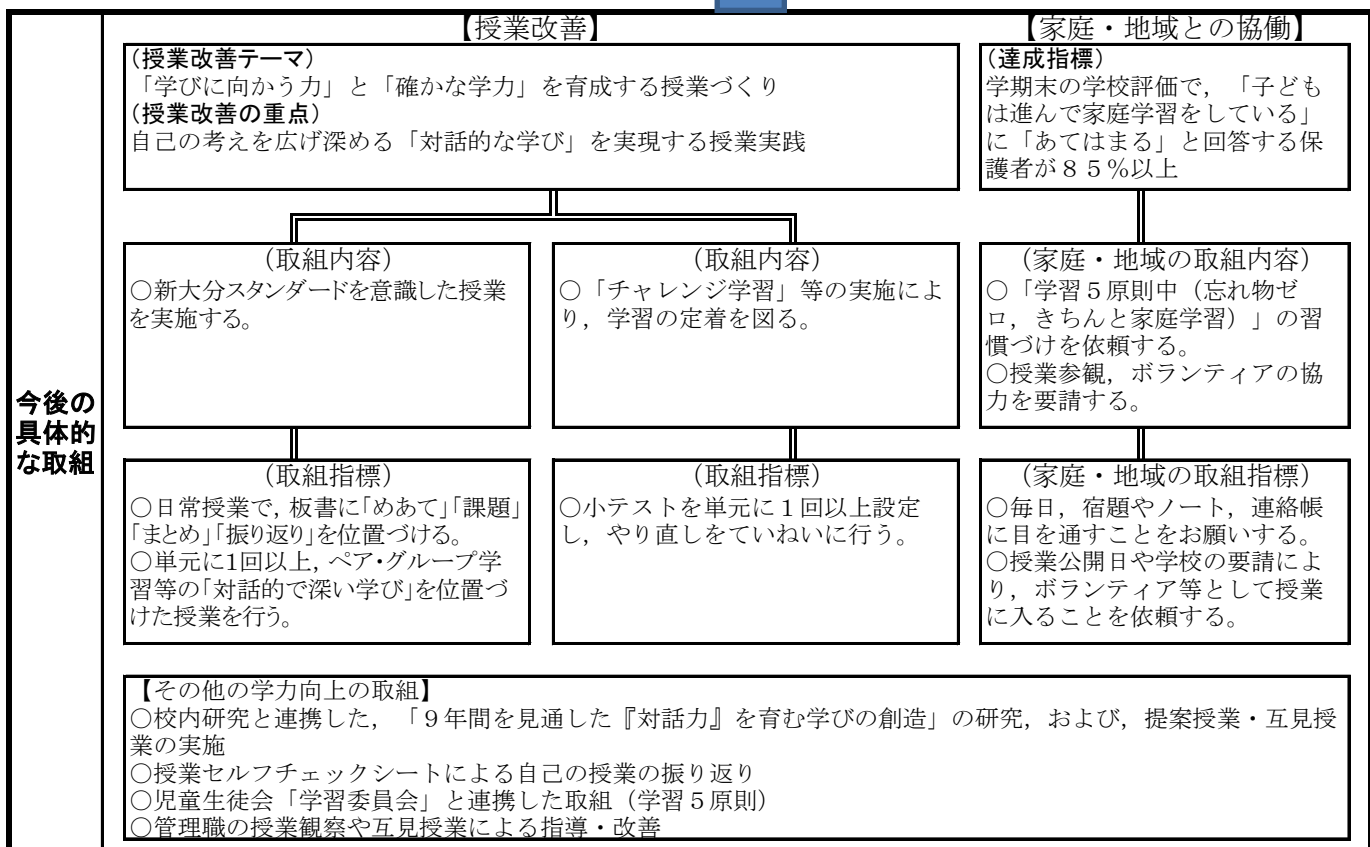 【授業改善】
(授業改善テーマ)
「学びに向かう力」と「確かな学力」を育成する授業づくり
(授業改善の重点)
自己の考えを広げ深める「対話的な学び」を実現する授業実践
【家庭・地域との協働】
(達成指標)
学期末の学校評価で，「子ども
は進んで家庭学習をしている」
に「あてはまる」と回答する保
護者が８５％以上
今後の
具体的
な取組
(取組内容)
○新大分スタンダードを意識した授業
を実施する。
(取組内容)
○「チャレンジ学習」等の実施によ
り，学習の定着を図る。
(家庭・地域の取組内容)
○「学習５原則中（忘れ物ゼ
ロ，きちんと家庭学習）」の習
慣づけを依頼する。
○授業参観，ボランティアの協
力を要請する。
(取組指標)
○日常授業で，板書に「めあて」「課題」
「まとめ」「振り返り」を位置づける。
○単元に1回以上，ペア・グループ学
習等の「対話的で深い学び」を位置づ
けた授業を行う。
(取組指標)
○小テストを単元に１回以上設定
し，やり直しをていねいに行う。
(家庭・地域の取組指標)
○毎日，宿題やノート，連絡帳
に目を通すことをお願いする。
○授業公開日や学校の要請によ
り，ボランティア等として授業
に入ることを依頼する。
【その他の学力向上の取組】
○校内研究と連携した，「９年間を見通した『対話力』を育む学びの創造」の研究，および，提案授業・互見授
業の実施
○授業セルフチェックシートによる自己の授業の振り返り
○児童生徒会「学習委員会」と連携した取組（学習５原則）
○管理職の授業観察や互見授業による指導・改善